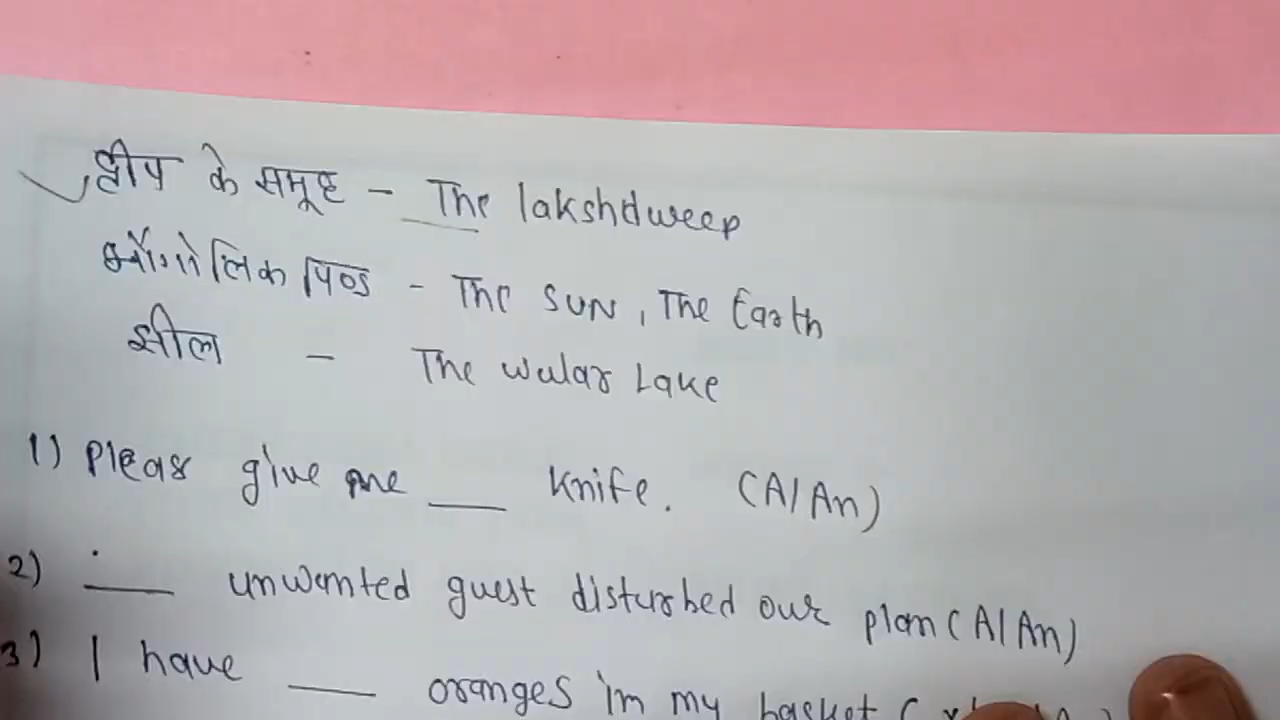 द्वीप के समूह - The lakshdweep
भौगोलिक पिण्ड - The SUN, The Earth
झील - The wular Lake
1) Pleas give me ___ Knife. (A/An)
2) ___ unwanted guest disturbed our plan (A/An)
3) I have ___ oranges in my basket (